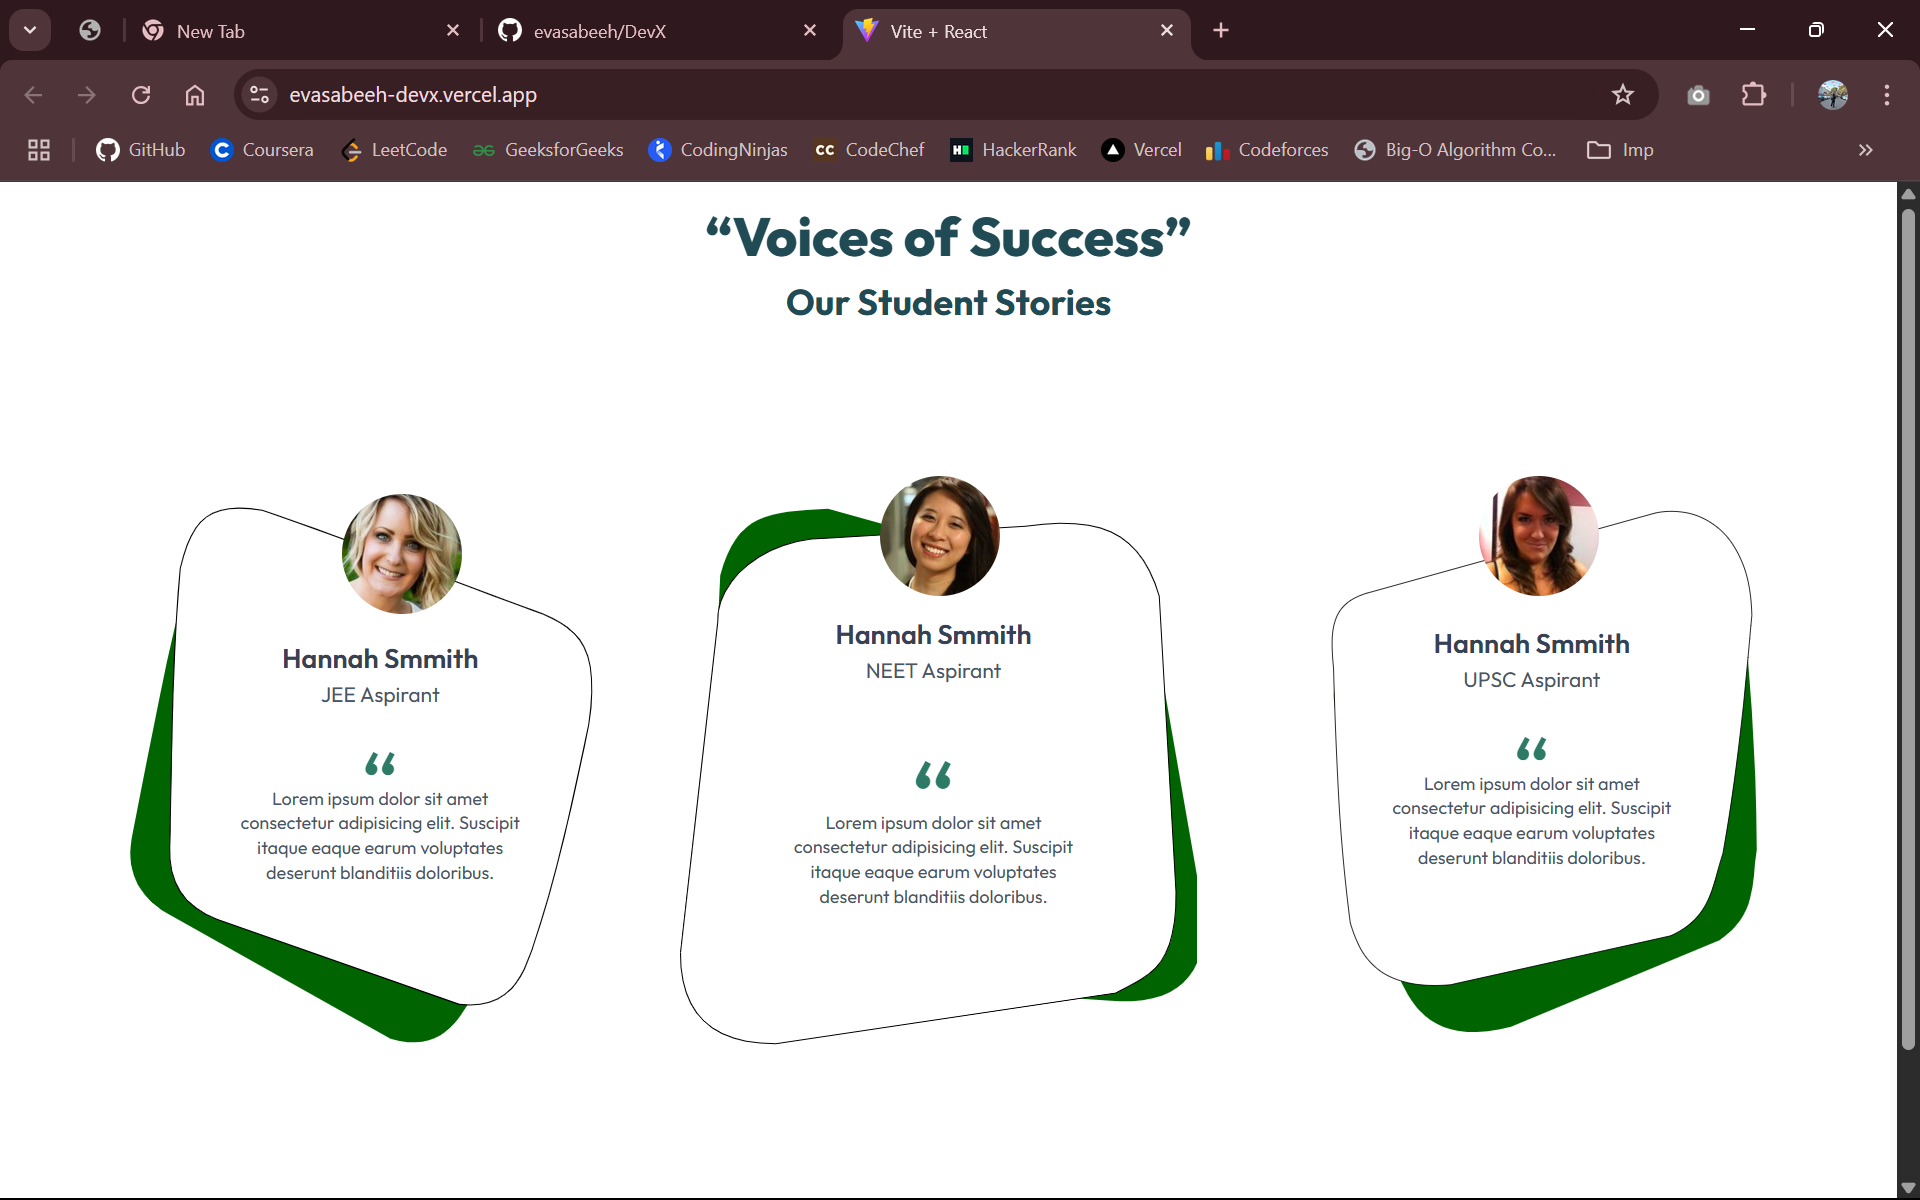 New Tab
evasabeeh/DevX
Vite + React
evasabeeh-devx.vercel.app
GitHub
Coursera
LeetCode
GeeksforGeeks
CodingNinjas
CC CodeChef
HackerRank
Vercel
Codeforces
Big-O Algorithm Co...
Imp
“Voices of Success”
Our Student Stories
Hannah Smmith
JEE Aspirant
“
Lorem ipsum dolor sit amet
consectetur adipisicing elit. Suscipit
itaque eaque earum voluptates
deserunt blanditiis doloribus.
Hannah Smmith
NEET Aspirant
“
Lorem ipsum dolor sit amet
consectetur adipisicing elit. Suscipit
itaque eaque earum voluptates
deserunt blanditiis doloribus.
Hannah Smmith
UPSC Aspirant
“
Lorem ipsum dolor sit amet
consectetur adipisicing elit. Suscipit
itaque eaque earum voluptates
deserunt blanditiis doloribus.